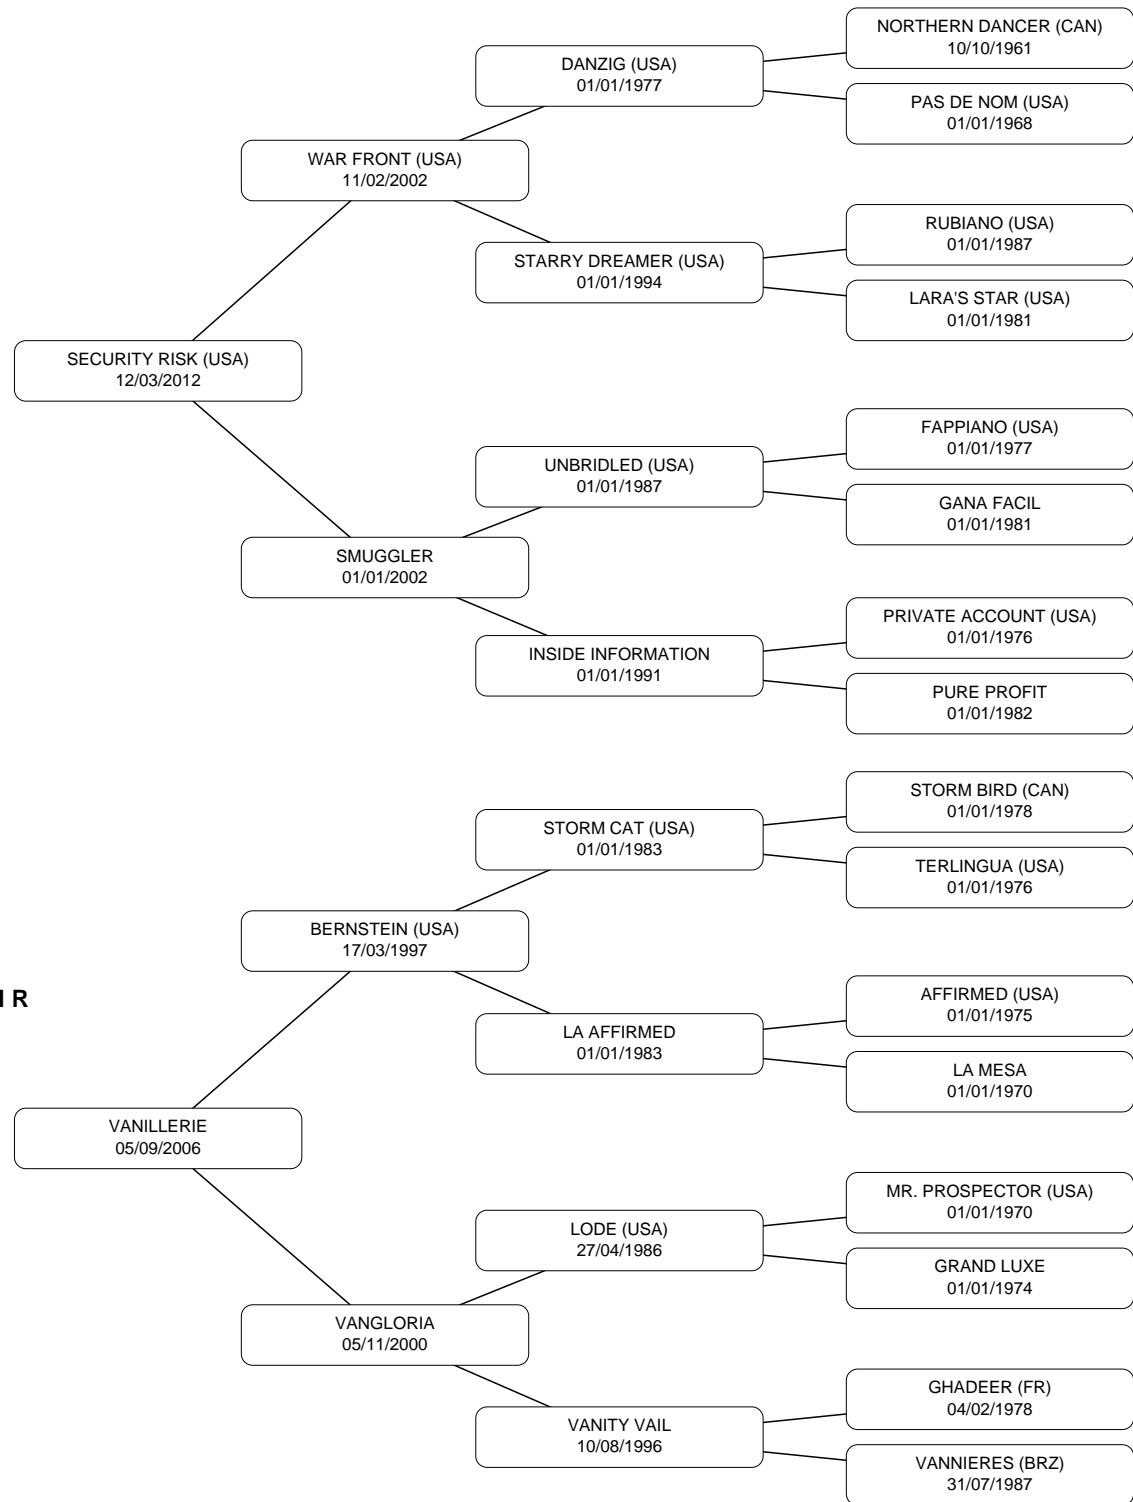 NORTHERN DANCER (CAN)
10/10/1961
DANZIG (USA)
01/01/1977
PAS DE NOM (USA)
01/01/1968
WAR FRONT (USA)
11/02/2002
RUBIANO (USA)
01/01/1987
STARRY DREAMER (USA)
01/01/1994
LARA'S STAR (USA)
01/01/1981
SECURITY RISK (USA)
12/03/2012
FAPPIANO (USA)
01/01/1977
UNBRIDLED (USA)
01/01/1987
GANA FACIL
01/01/1981
SMUGGLER
01/01/2002
PRIVATE ACCOUNT (USA)
01/01/1976
INSIDE INFORMATION
01/01/1991
PURE PROFIT
01/01/1982
STORM BIRD (CAN)
01/01/1978
STORM CAT (USA)
01/01/1983
TERLINGUA (USA)
01/01/1976
BERNSTEIN (USA)
17/03/1997
AFFIRMED (USA)
01/01/1975
LA AFFIRMED
01/01/1983
LA MESA
01/01/1970
R
VANILLERIE
05/09/2006
MR. PROSPECTOR (USA)
01/01/1970
LODE (USA)
27/04/1986
GRAND LUXE
01/01/1974
VANGLORIA
05/11/2000
GHADEER (FR)
04/02/1978
VANITY VAIL
10/08/1996
VANNIERES (BRZ)
31/07/1987